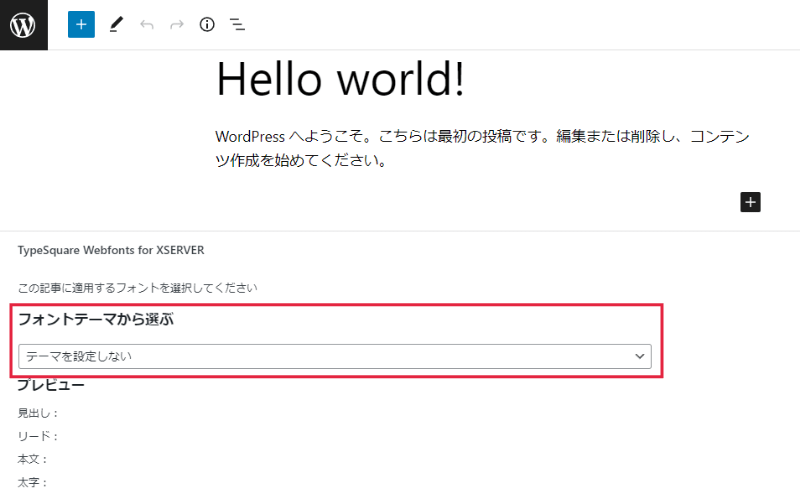 Hello world!
WordPress へようこそ。こちらは最初の投稿です。編集または削除し、コンテン
ツ作成を始めてください。
TypeSquare Webfonts for XSERVER
この記事に適用するフォントを選択してください
フォントテーマから選ぶ
テーマを設定しない
プレビュー
見出し：
リード：
本文：
太字：